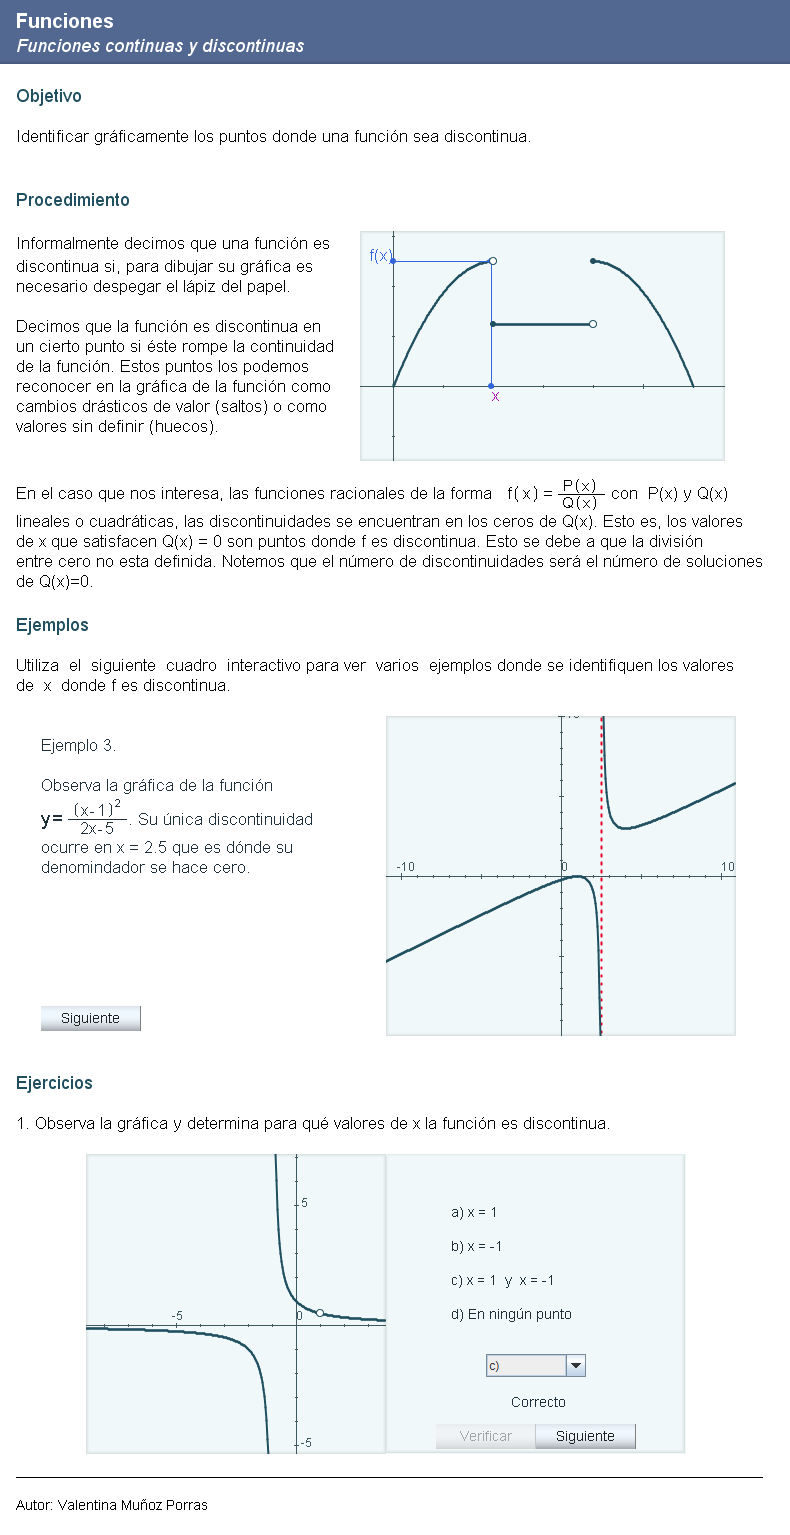 Funciones
Funciones continuas y discontinuas
Objetivo
Identificar gráficamente los puntos donde una función sea discontinua.
Procedimiento
Informalmente decimos que una función es
discontinua si, para dibujar su gráfica es
necesario despegar el lápiz del papel.
Decimos que la función es discontinua en
un cierto punto si éste rompe la continuidad
de la función. Estos puntos los podemos
reconocer en la gráfica de la función como
cambios drásticos de valor (saltos) o como
valores sin definir (huecos).
f(x)
x
En el caso que nos interesa, las funciones racionales de la forma f(x) = P(x)/Q(x) con P(x) y Q(x)
lineales o cuadráticas, las discontinuidades se encuentran en los ceros de Q(x). Esto es, los valores
de x que satisfacen Q(x) = 0 son puntos donde f es discontinua. Esto se debe a que la división
entre cero no esta definida. Notemos que el número de discontinuidades será el número de soluciones
de Q(x)=0.
Ejemplos
Utiliza el siguiente cuadro interactivo para ver varios ejemplos donde se identifiquen los valores
de x donde f es discontinua.
Ejemplo 3.
Observa la gráfica de la función
y= (x-1)²/2x-5. Su única discontinuidad
ocurre en x = 2.5 que es dónde su
denomindador se hace cero.
Siguiente
-10 0 10
Ejercicios
1. Observa la gráfica y determina para qué valores de x la función es discontinua.
5
-5 0
-5
a) x = 1
b) x = -1
c) x = 1 y x = -1
d) En ningún punto
c)
Correcto
Verificar Siguiente
Autor: Valentina Muñoz Porras